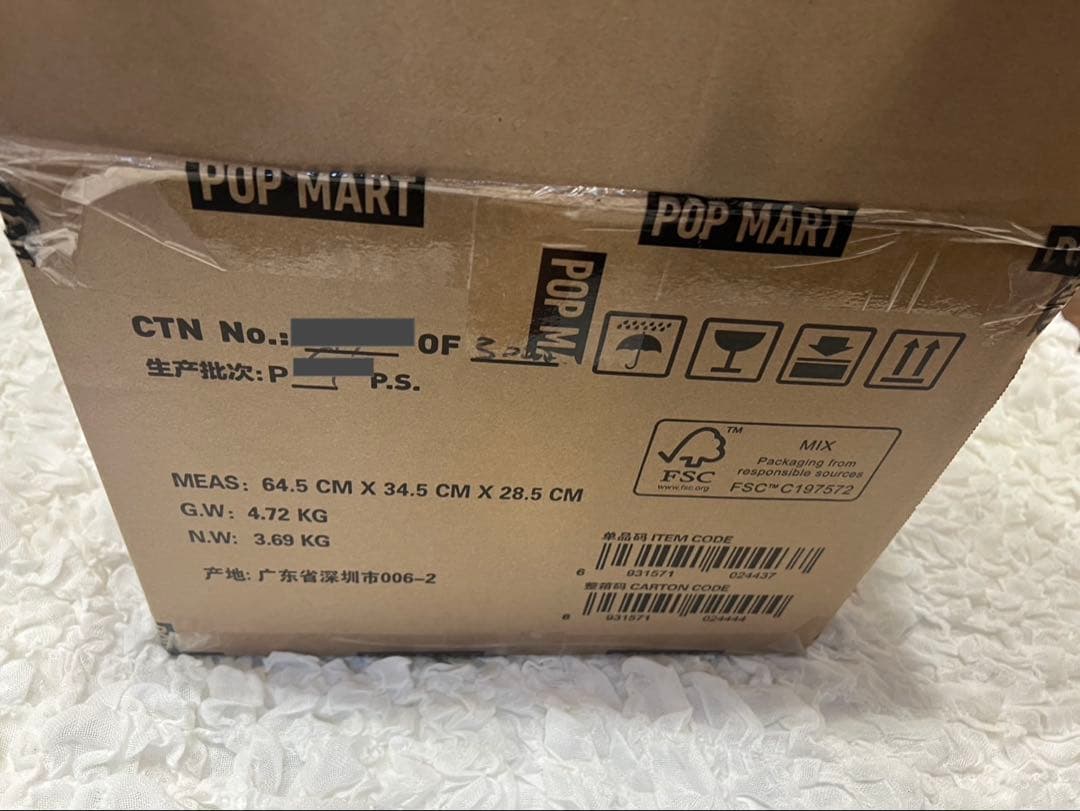 POP MART
POP MART
POP M
CTN No.: OF
生产批次:P P.S.
MEAS: 64.5 CM X 34.5 CM X 28.5 CM
G.W: 4.72 KG
N.W: 3.69 KG
产地: 广东省深圳市006-2
FSC
www.fsc.org
TM
MIX
Packaging from
responsible sources
FSC™ C197572
单品码 ITEM CODE
6 931571 024437
整箱码 CARTON CODE
6 931571 024444